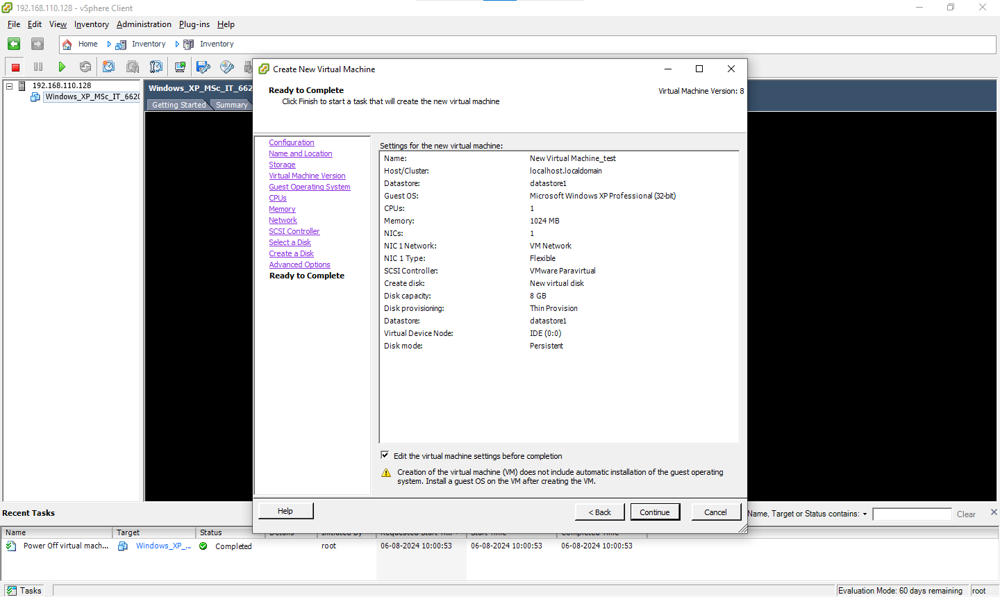 192.168.110.128 - vSphere Client
File Edit View Inventory Administration Plug-ins Help
Home Inventory Inventory
192.168.110.128
Windows_XP_MSc_IT_662
Windows_XP_MSc_IT_662
Getting Started Summary
Create New Virtual Machine
Ready to Complete
Click Finish to start a task that will create the new virtual machine
Virtual Machine Version: 8
Configuration
Name and Location
Storage
Virtual Machine Version
Guest Operating System
CPUs
Memory
Network
SCSI Controller
Select a Disk
Create a Disk
Advanced Options
Ready to Complete
Settings for the new virtual machine:
Name: New Virtual Machine_test
Host/Cluster: localhost.localdomain
Datastore: datastore1
Guest OS: Microsoft Windows XP Professional (32-bit)
CPUs: 1
Memory: 1024 MB
NICs: 1
NIC 1 Network: VM Network
NIC 1 Type: Flexible
SCSI Controller: VMware Paravirtual
Create disk: New virtual disk
Disk capacity: 8 GB
Disk provisioning: Thin Provision
Datastore: datastore1
Virtual Device Node: IDE (0:0)
Disk mode: Persistent
Edit the virtual machine settings before completion
Creation of the virtual machine (VM) does not include automatic installation of the guest operating
system. Install a guest OS on the VM after creating the VM.
Help < Back Continue Cancel
Recent Tasks
Name, Target or Status contains: Clear
Name Target Status Details Initiated by Requested Start Ti... Start Time Completed Time
Power Off virtual mach... Windows_XP_... Completed root 06-08-2024 10:00:53 06-08-2024 10:00:53 06-08-2024 10:00:53
Tasks
Evaluation Mode: 60 days remaining root